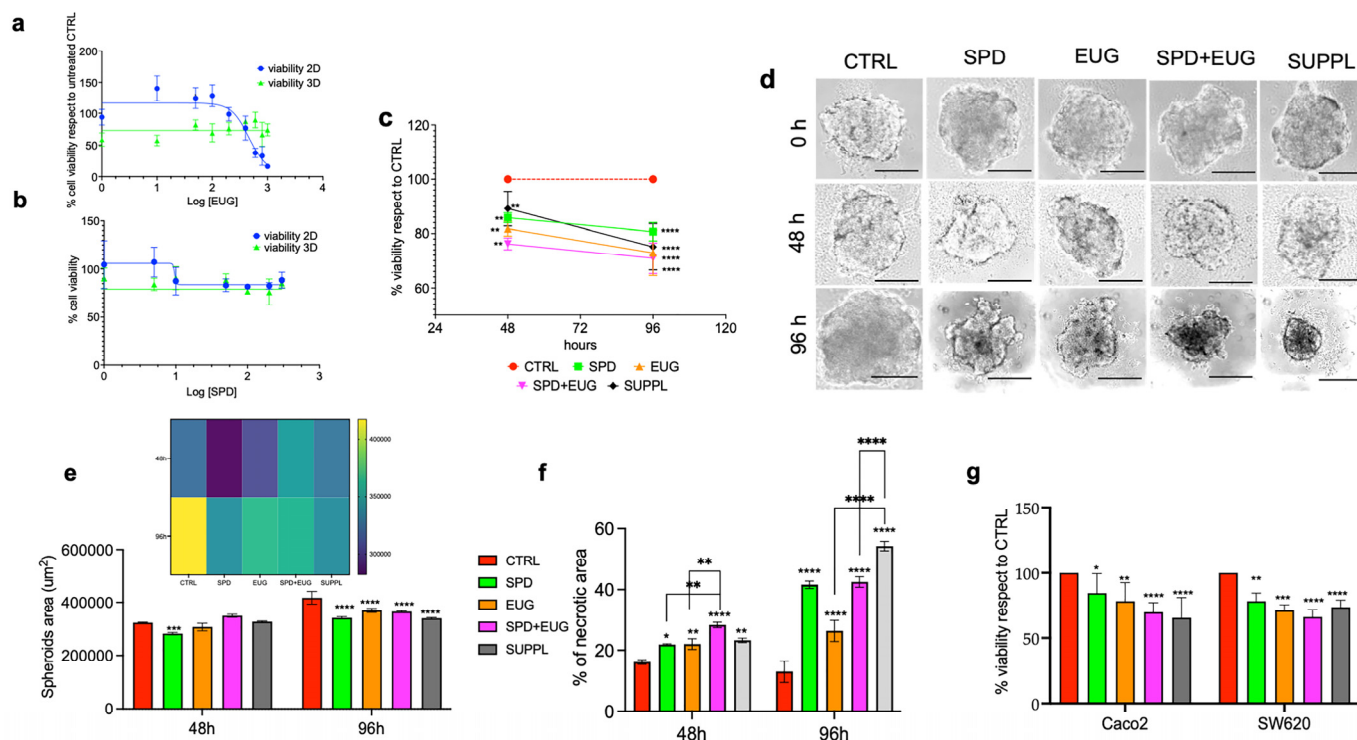 a
% cell viability respect to untreated CTRL
200
150
100
50
0
0 1 2 3 4
Log [EUG]
viability 2D
viability 3D
b
% cell viability
150
100
50
0
0 1 2 3
Log [SPD]
viability 2D
viability 3D
c
% viability respect to CTRL
120
100
80
60
24 48 72 96 120
hours
** ** ** **
**** **** **** ****
CTRL SPD EUG
SPD+EUG SUPPL
d
CTRL SPD EUG SPD+EUG SUPPL
0 h
48 h
96 h
e
48h
96h
CTRL SPD EUG SPD+EUG SUPPL
400000
350000
300000
Spheroids area (um²)
600000
400000
200000
0
*** **** **** **** ****
48h 96h
CTRL
SPD
EUG
SPD+EUG
SUPPL
f
% of necrotic area
60
40
20
0
****
****
**
**
* ** **** ** **** **** **** ****
48h 96h
g
% viability respect to CTRL
150
100
50
0
* ** **** **** ** *** **** ****
Caco2 SW620